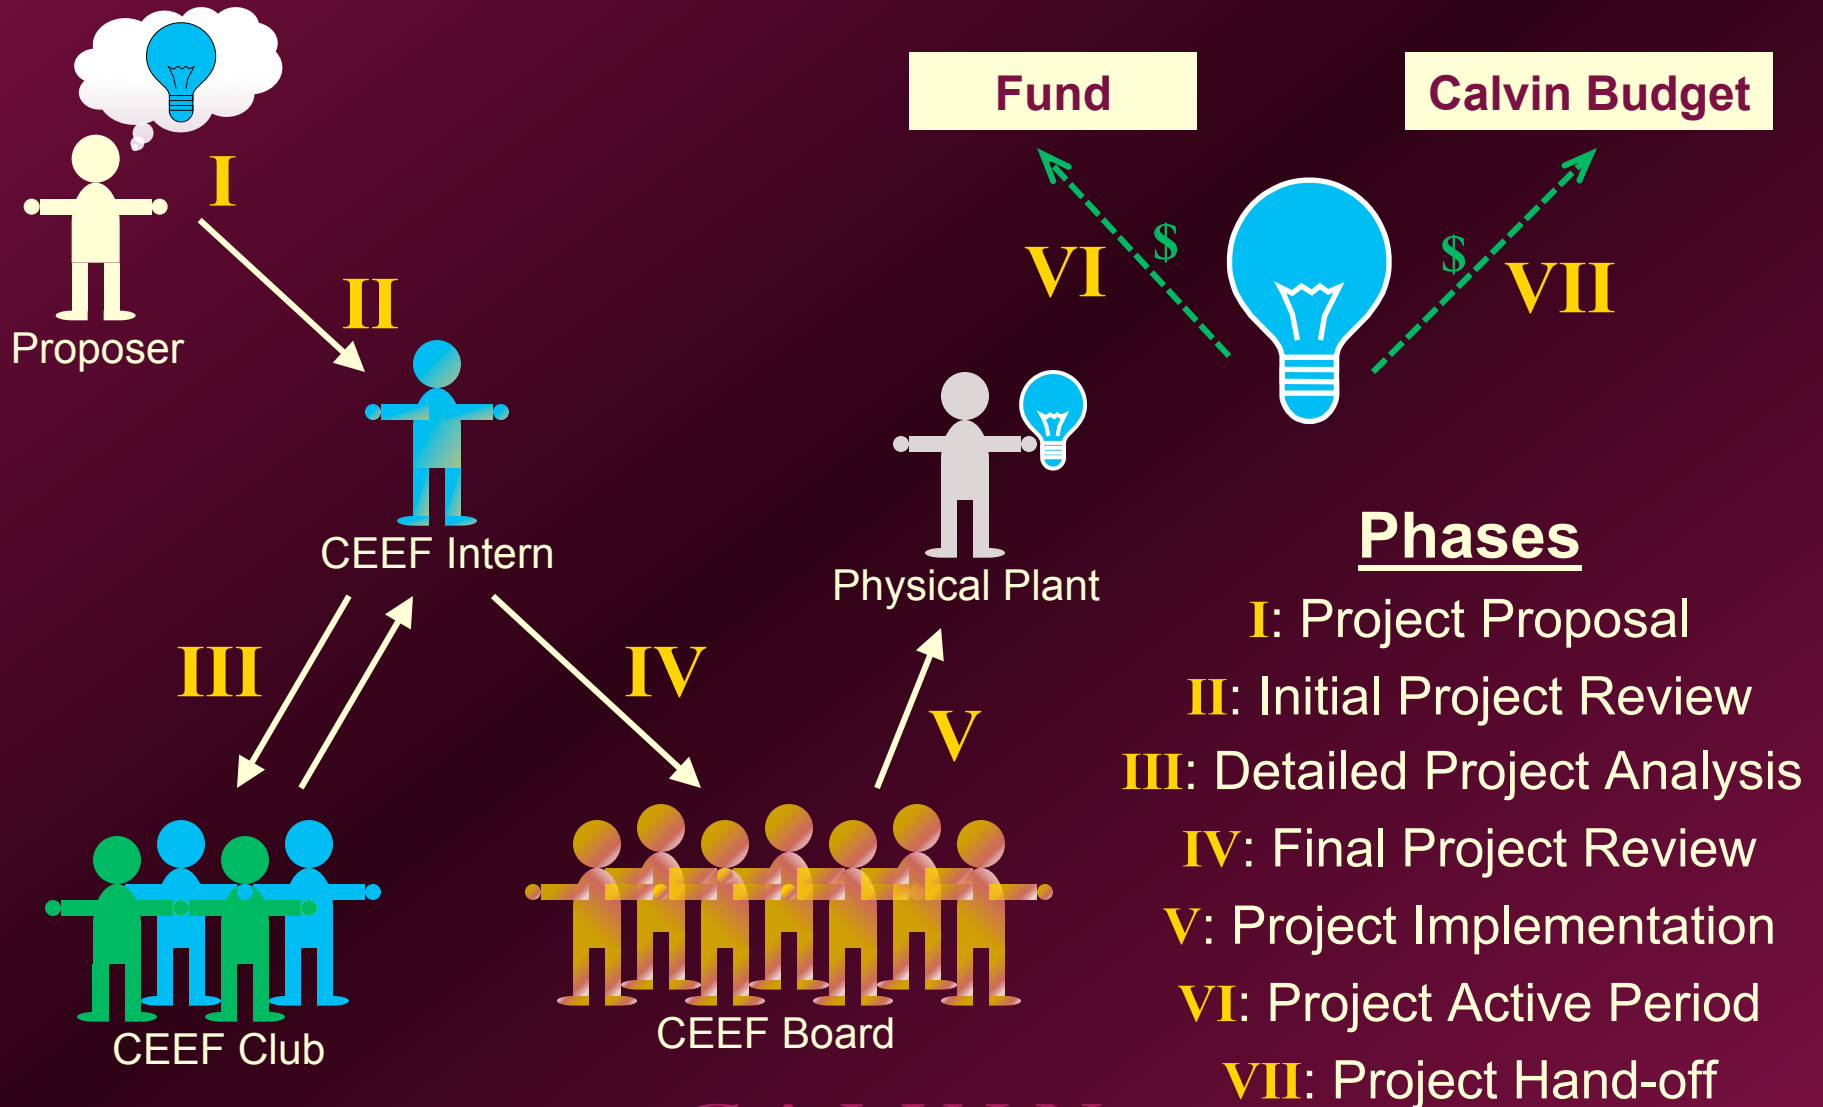 Fund
Calvin Budget
I
$
$
VI
VII
II
Proposer
CEEF Intern
Physical Plant
Phases
I: Project Proposal
III
IV
II: Initial Project Review
V
III: Detailed Project Analysis
IV: Final Project Review
V: Project Implementation
VI: Project Active Period
CEEF Club
CEEF Board
VII: Project Hand-off